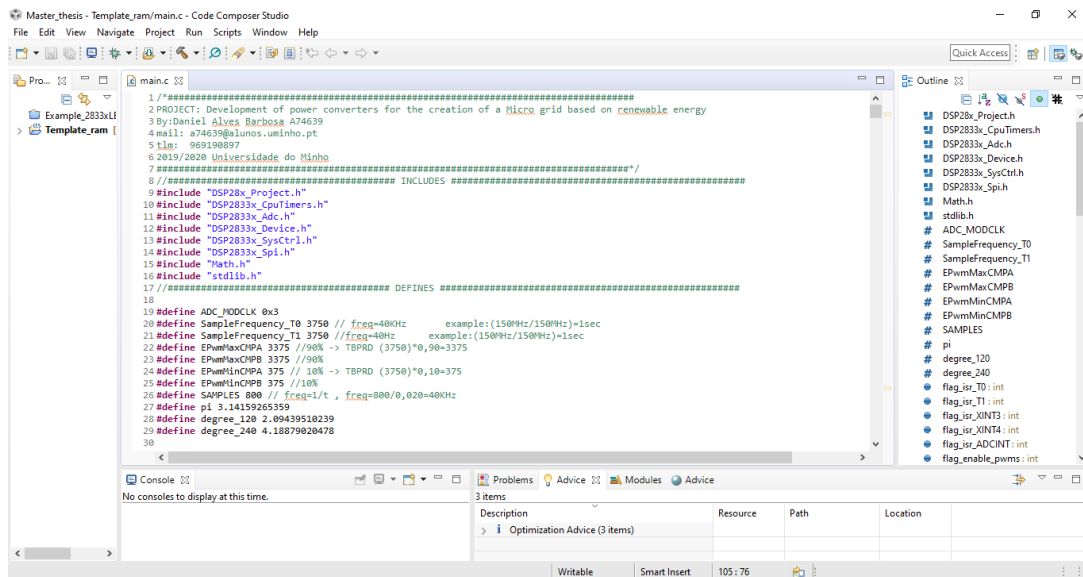 Master_thesis - Template_ram/main.c - Code Composer Studio
File Edit View Navigate Project Run Scripts Window Help
Quick Access
Pro...
Example_2833xLE
Template_ram [
main.c
1 /*################################################################################
2 PROJECT: Development of power converters for the creation of a Micro grid based on renewable energy
3 By:Daniel Alves Barbosa A74639
4 mail: a74639@alunos.uminho.pt
5 tlm: 969190897
6 2019/2020 Universidade do Minho
7 ################################################################################*/
8 //####################################### INCLUDES ##################################################
9 #include "DSP28x_Project.h"
10 #include "DSP2833x_CpuTimers.h"
11 #include "DSP2833x_Adc.h"
12 #include "DSP2833x_Device.h"
13 #include "DSP2833x_SysCtrl.h"
14 #include "DSP2833x_Spi.h"
15 #include "Math.h"
16 #include "stdlib.h"
17 //###################################### DEFINES ###################################################
18
19 #define ADC_MODCLK 0x3
20 #define SampleFrequency_T0 3750 // freq=40KHz example:(150MHz/150MHz)=1sec
21 #define SampleFrequency_T1 3750 //freq=40Hz example:(150MHz/150MHz)=1sec
22 #define EPwmMaxCMPA 3375 //90% -> TBPRD (3750)*0,90=3375
23 #define EPwmMaxCMPB 3375 //90%
24 #define EPwmMinCMPA 375 // 10% -> TBPRD (3750)*0,10=375
25 #define EPwmMinCMPB 375 //10%
26 #define SAMPLES 800 // freq=1/t , freq=800/0,020=40KHz
27 #define pi 3.14159265359
28 #define degree_120 2.09439510239
29 #define degree_240 4.18879020478
30
Outline
DSP28x_Project.h
DSP2833x_CpuTimers.h
DSP2833x_Adc.h
DSP2833x_Device.h
DSP2833x_SysCtrl.h
DSP2833x_Spi.h
Math.h
stdlib.h
# ADC_MODCLK
# SampleFrequency_T0
# SampleFrequency_T1
# EPwmMaxCMPA
# EPwmMaxCMPB
# EPwmMinCMPA
# EPwmMinCMPB
# SAMPLES
# pi
# degree_120
# degree_240
flag_isr_T0 : int
flag_isr_T1 : int
flag_isr_XINT3 : int
flag_isr_XINT4 : int
flag_isr_ADCINT : int
flag_enable_pwms : int
Console
No consoles to display at this time.
Problems Advice Modules Advice
3 items
Description Resource Path Location
i Optimization Advice (3 items)
Writable Smart Insert 105 : 76